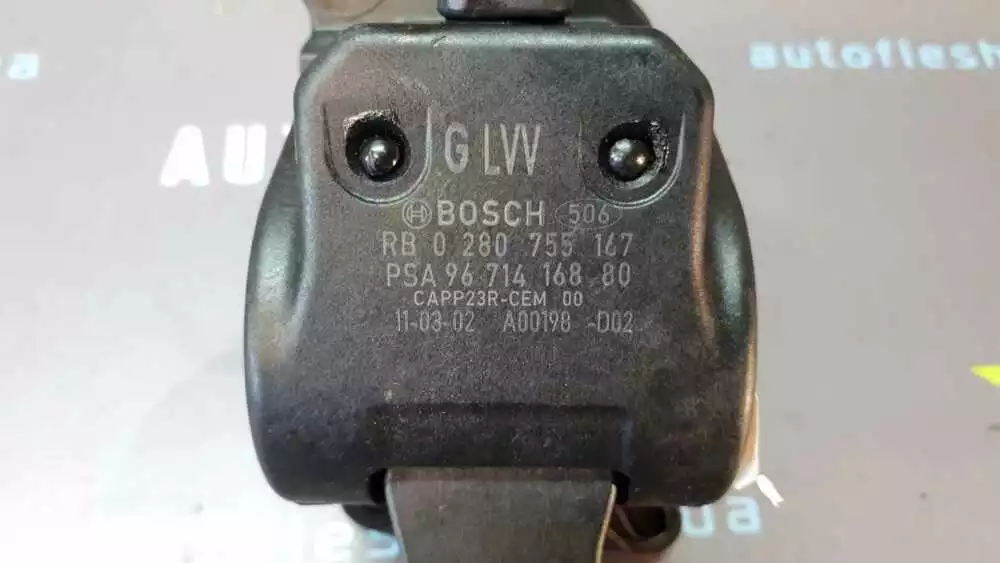 autoflesh
G LVV
BOSCH 506
RB 0 280 755 167
PSA 96 714 168 80
CAPP23R-CEM 00
11-03-02 A00198 -D02